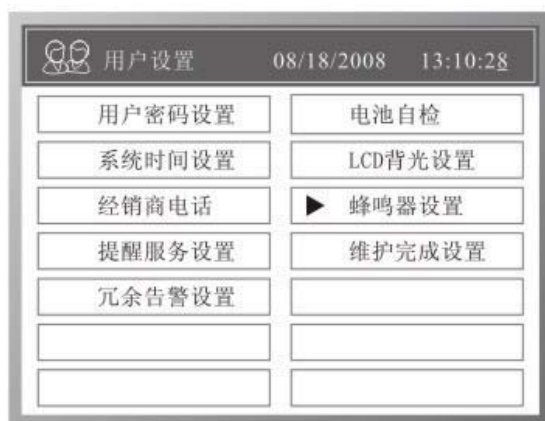 用户设置 08/18/2008 13:10:28
用户密码设置 电池自检
系统时间设置 LCD背光设置
经销商电话 ▶ 蜂鸣器设置
提醒服务设置 维护完成设置
冗余告警设置